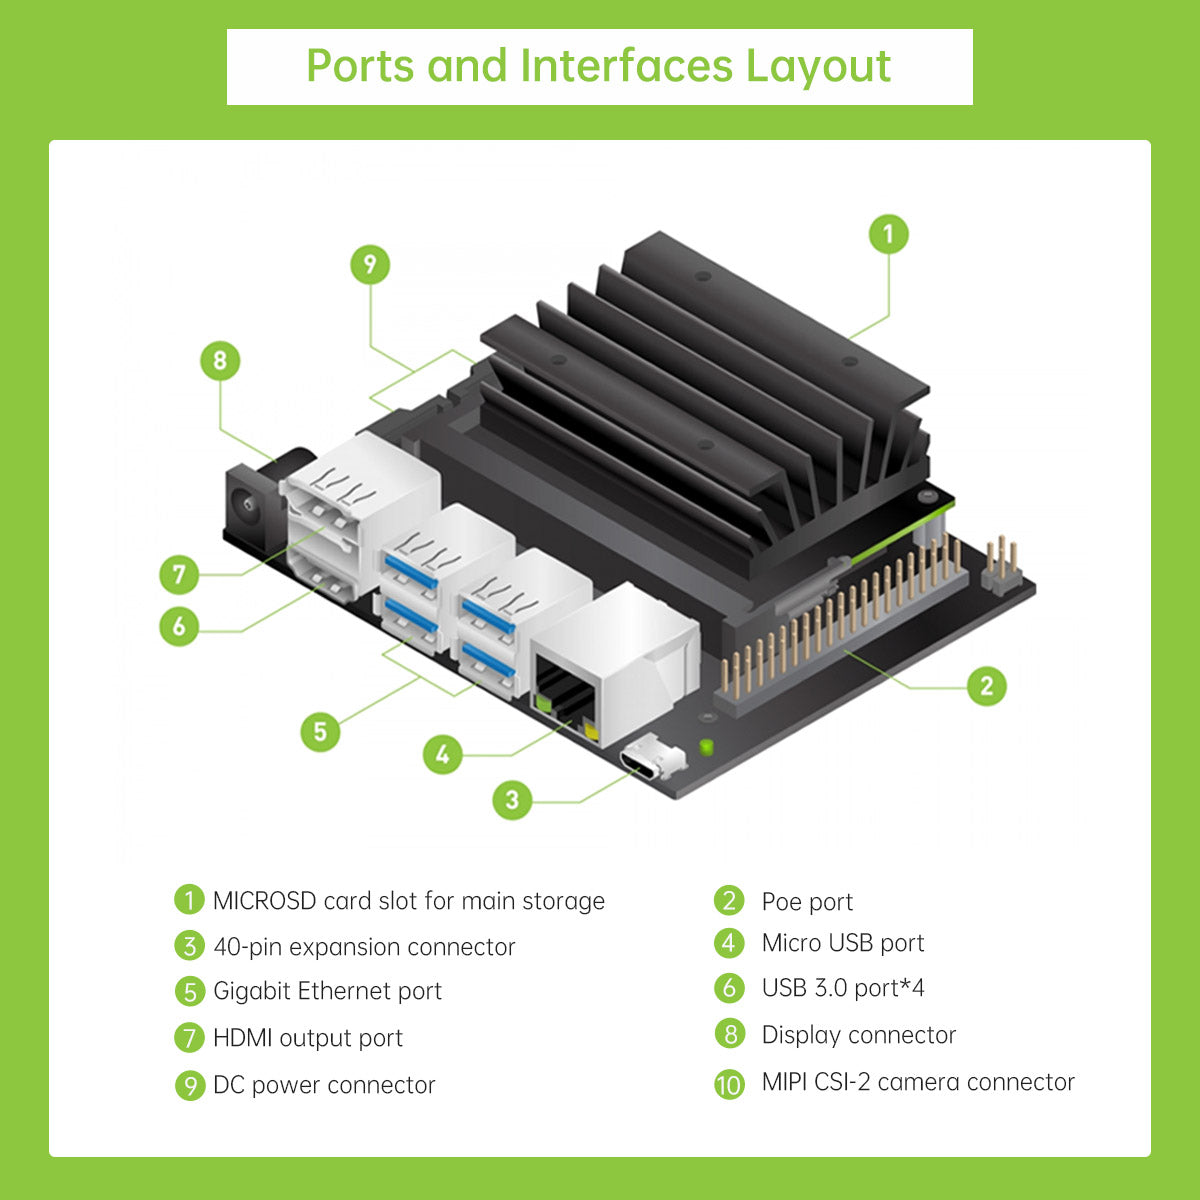 Ports and Interfaces Layout
1
9
8
7
6
2
5
4
3
1 MICROSD card slot for main storage
2 Poe port
3 40-pin expansion connector
4 Micro USB port
5 Gigabit Ethernet port
6 USB 3.0 port*4
7 HDMI output port
8 Display connector
9 DC power connector
10 MIPI CSI-2 camera connector